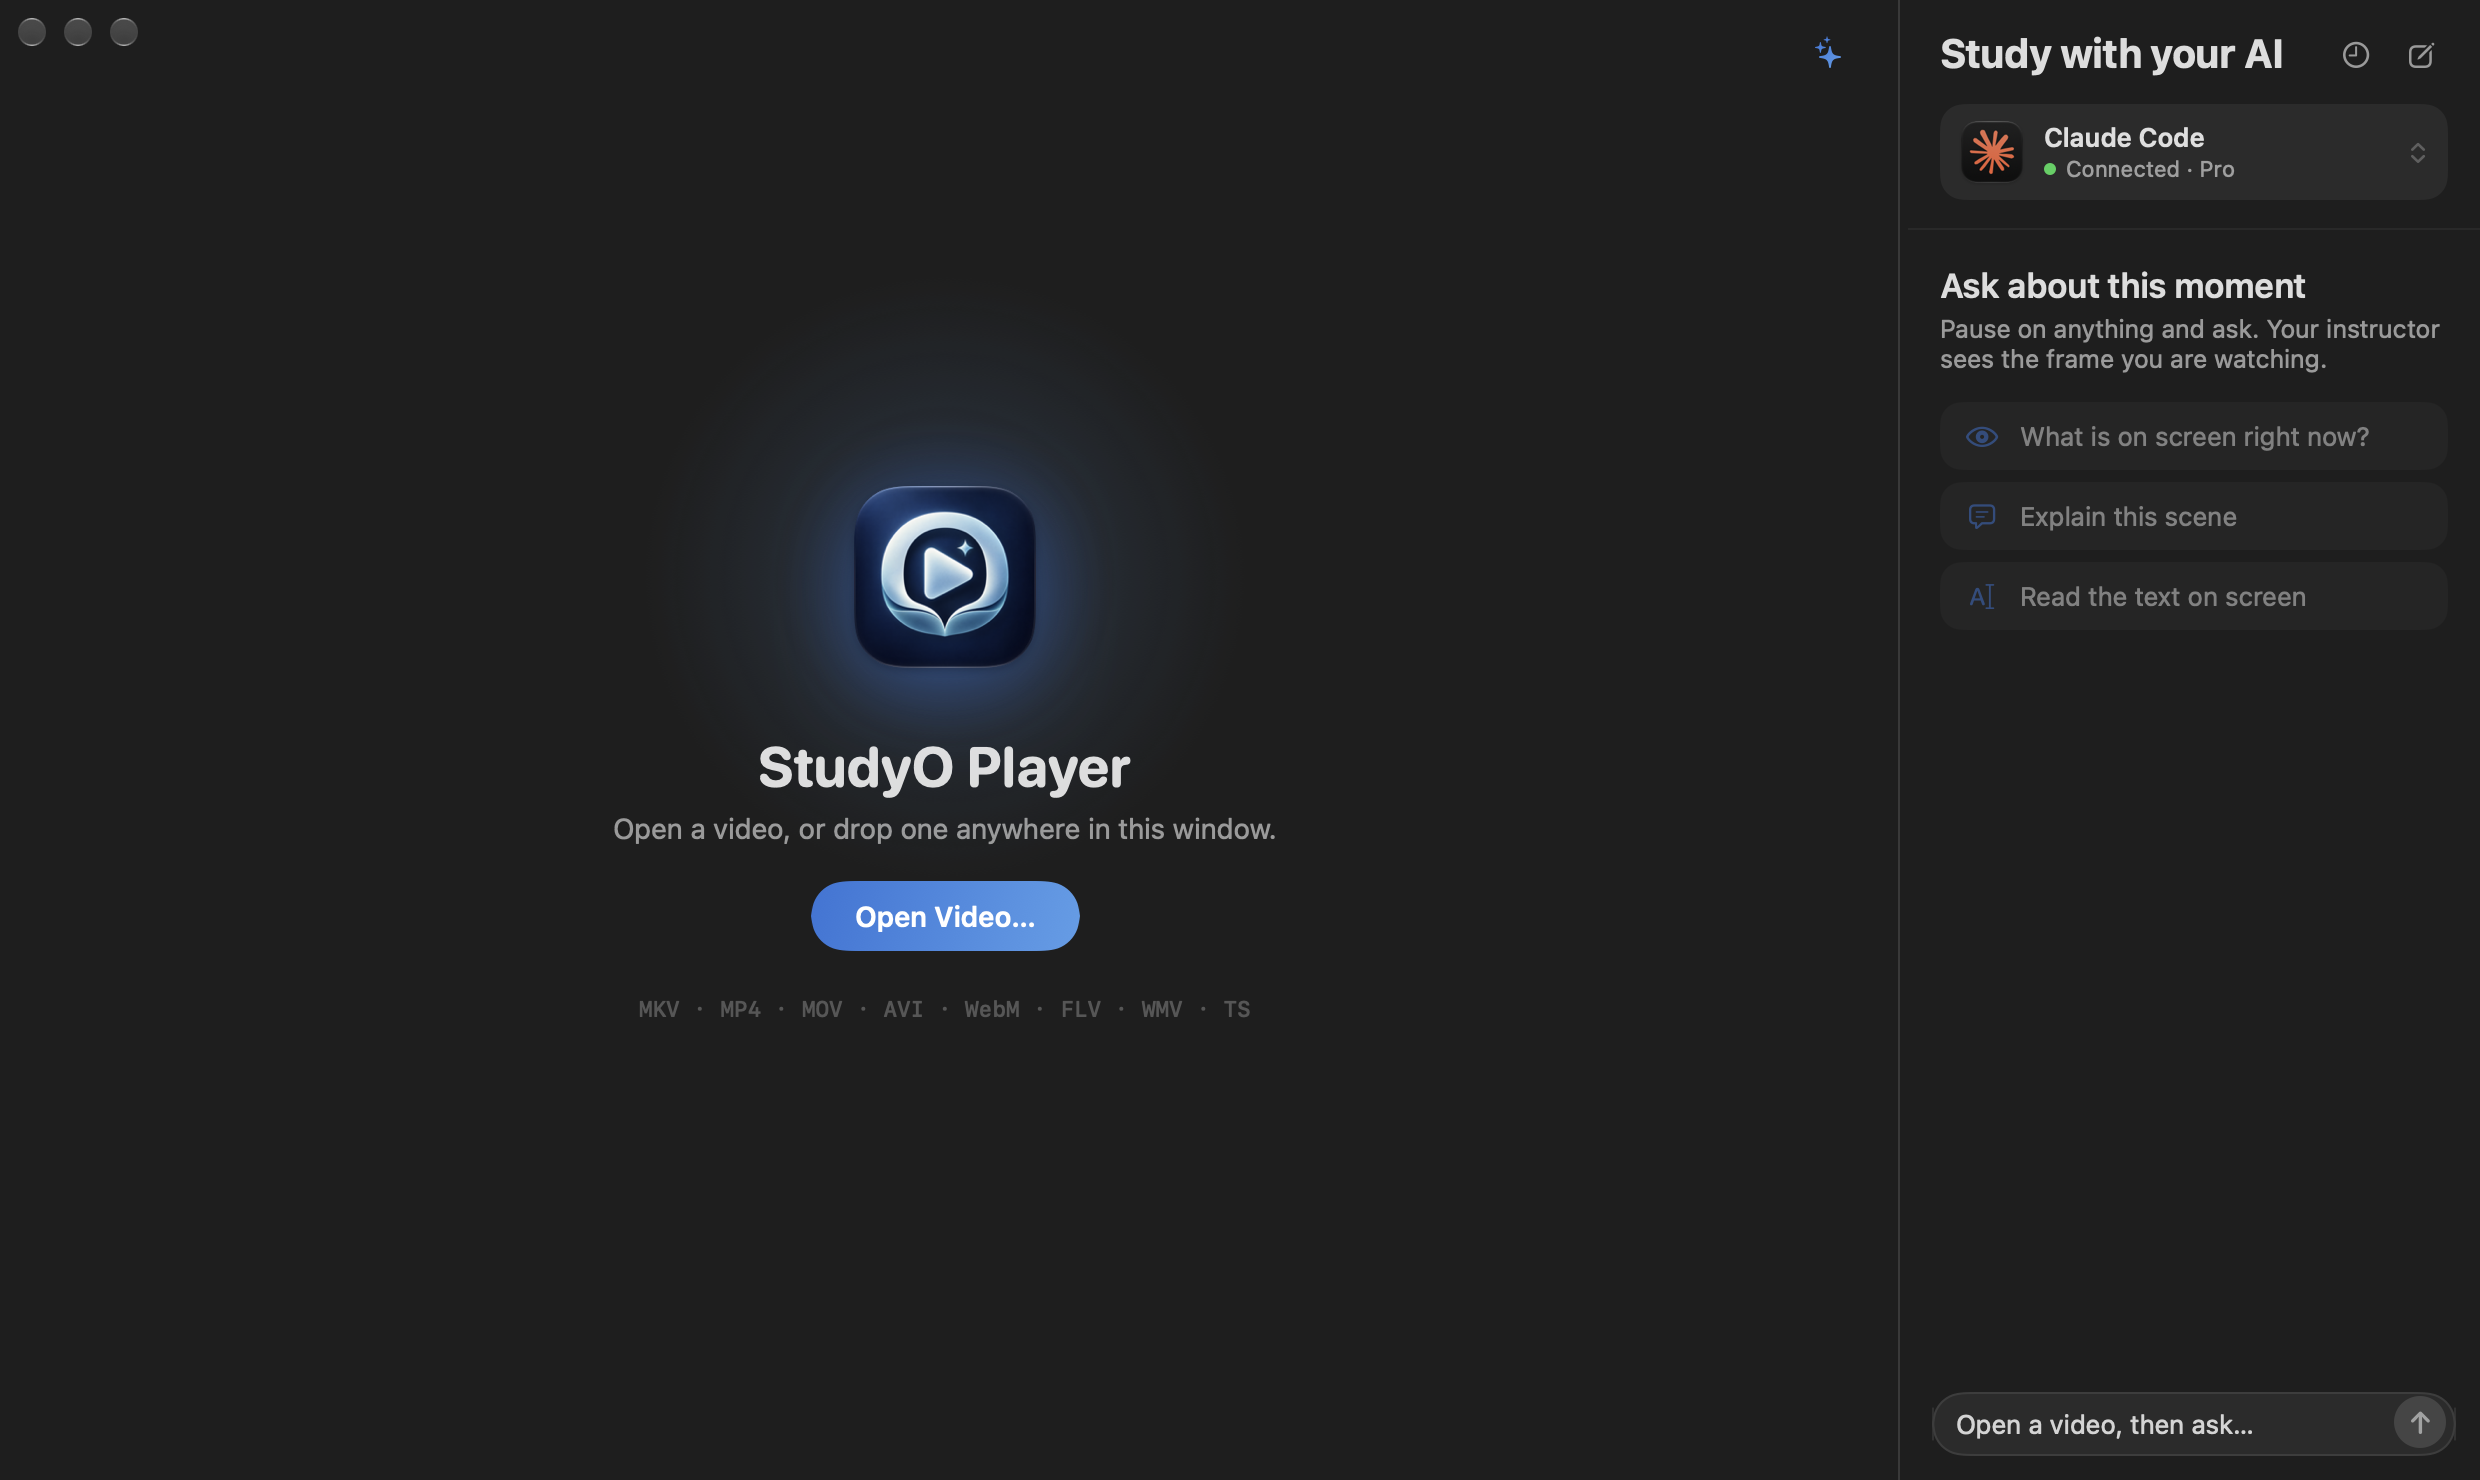 Study with your AI
Claude Code
Connected · Pro
Ask about this moment
Pause on anything and ask. Your instructor
sees the frame you are watching.
What is on screen right now?
Explain this scene
Read the text on screen
StudyO Player
Open a video, or drop one anywhere in this window.
Open Video...
MKV · MP4 · MOV · AVI · WebM · FLV · WMV · TS
Open a video, then ask...